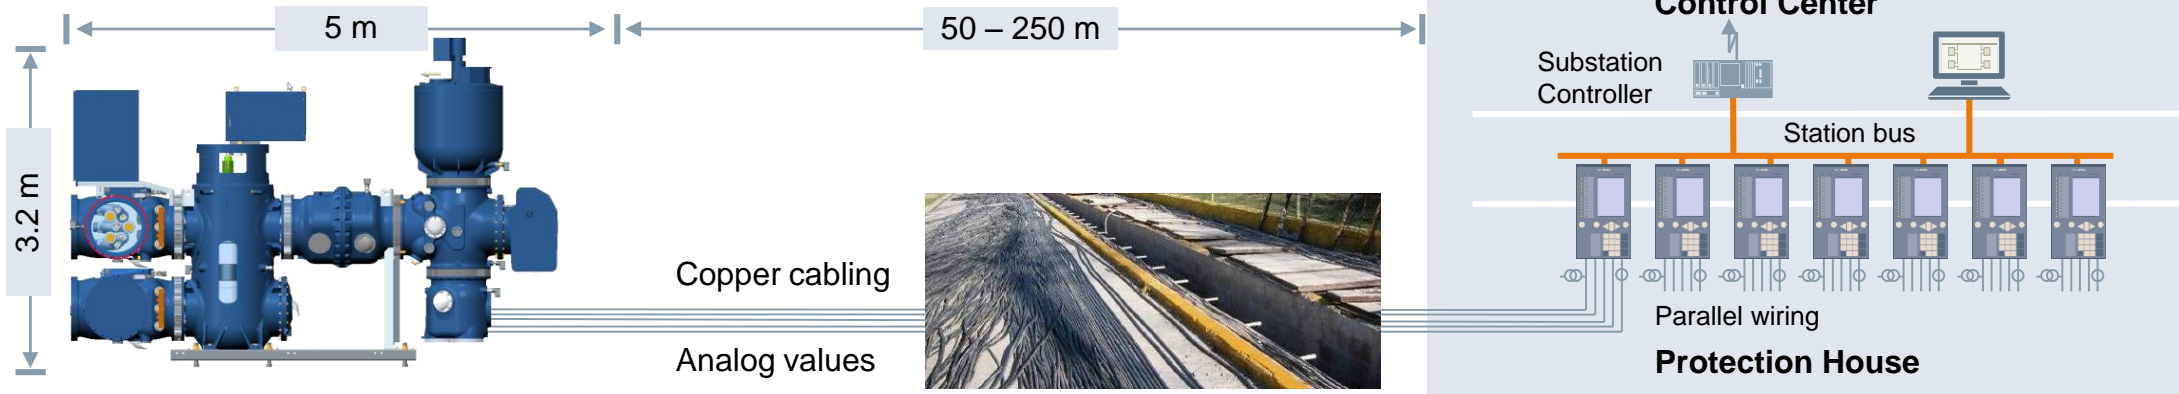 Control Center
5 m
50 – 250 m
3.2 m
Substation
Controller
Station bus
Copper cabling
Analog values
Parallel wiring
Protection House